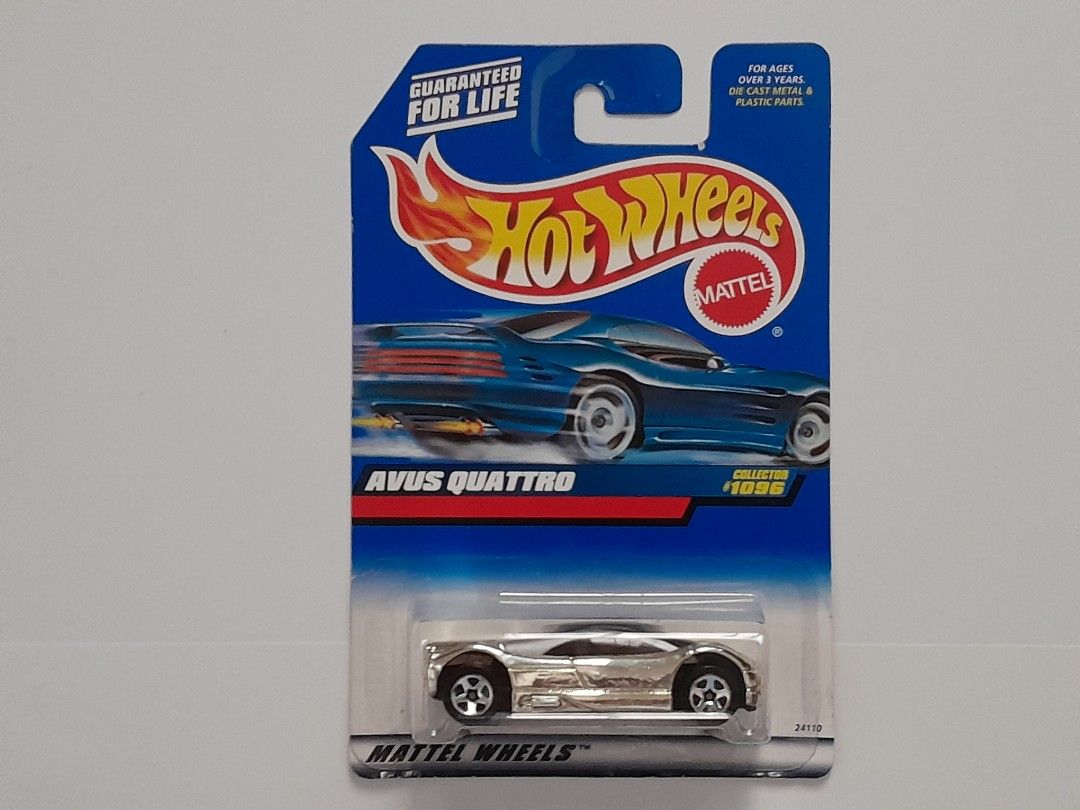 GUARANTEED
FOR LIFE
FOR AGES
OVER 3 YEARS.
DIE CAST METAL &
PLASTIC PARTS.
HOT WHEELS
MATTEL
®
AVUS QUATTRO
COLLECTOR
#1096
24110
MATTEL WHEELS™